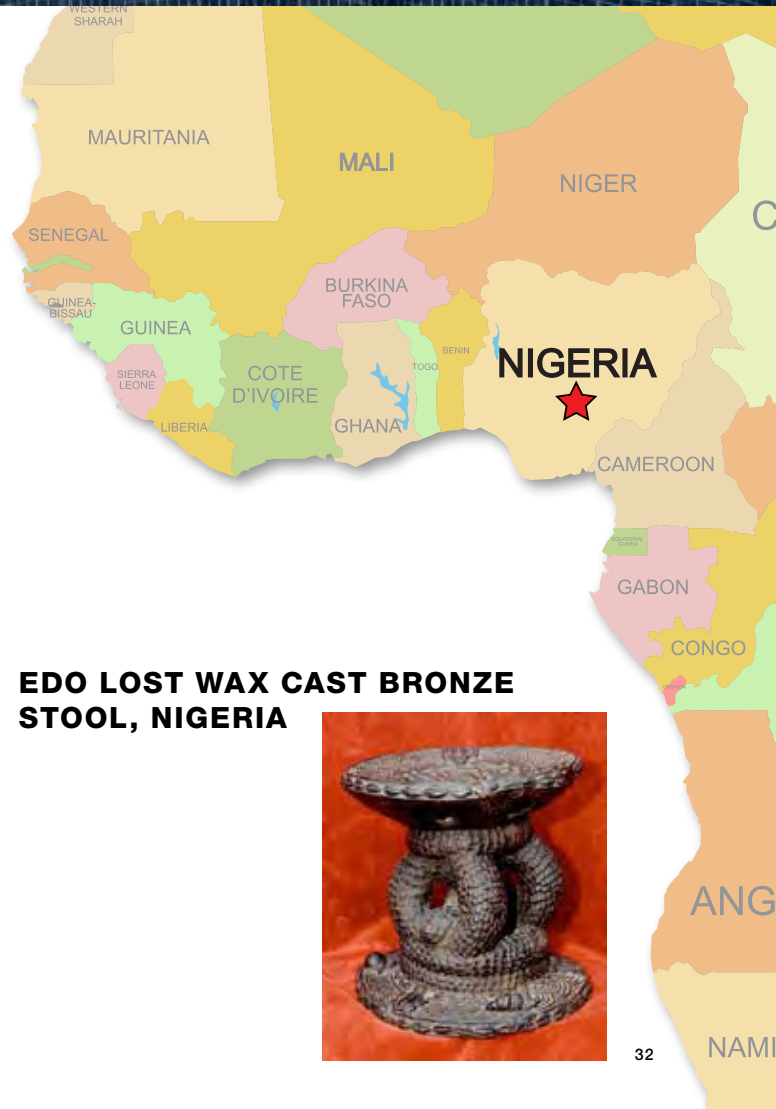 WESTERN
SHARAH
MAURITANIA
MALI
NIGER
C
SENEGAL
BURKINA
FASO
GUINEA-
BISSAU
GUINEA
BENIN
NIGERIA
TOGO
SIERRA
LEONE
COTE
D'IVOIRE
GHANA
LIBERIA
CAMEROON
EQUATORIAL
GUINEA
GABON
CONGO
EDO LOST WAX CAST BRONZE
STOOL, NIGERIA
ANG
32
NAMI